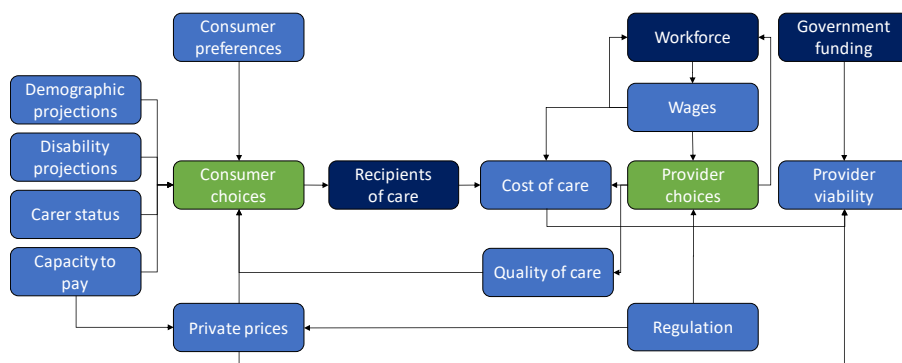 Consumer
preferences
Workforce
Government
funding
Demographic
projections
Wages
Disability
projections
Consumer
choices
Recipients
of care
Cost of care
Provider
choices
Provider
viability
Carer status
Capacity to
pay
Quality of care
Private prices
Regulation